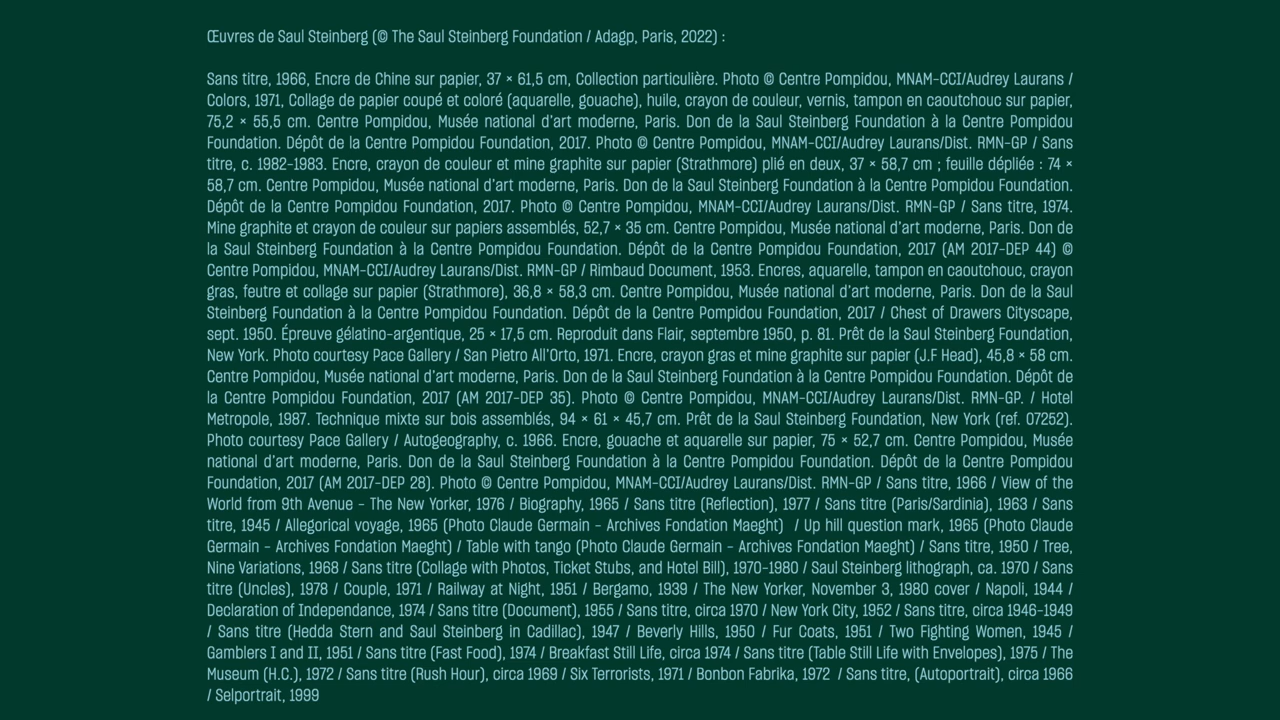 Œuvres de Saul Steinberg (© The Saul Steinberg Foundation / Adagp, Paris, 2022) :
Sans titre, 1966, Encre de Chine sur papier, 37 × 61,5 cm, Collection particulière. Photo © Centre Pompidou, MNAM-CCI/Audrey Laurans /
Colors, 1971, Collage de papier coupé et coloré (aquarelle, gouache), huile, crayon de couleur, vernis, tampon en caoutchouc sur papier,
75,2 × 55,5 cm. Centre Pompidou, Musée national d'art moderne, Paris. Don de la Saul Steinberg Foundation à la Centre Pompidou
Foundation. Dépôt de la Centre Pompidou Foundation, 2017. Photo © Centre Pompidou, MNAM-CCI/Audrey Laurans/Dist. RMN-GP / Sans
titre, c. 1982-1983. Encre, crayon de couleur et mine graphite sur papier (Strathmore) plié en deux, 37 × 58,7 cm ; feuille dépliée : 74 ×
58,7 cm. Centre Pompidou, Musée national d'art moderne, Paris. Don de la Saul Steinberg Foundation à la Centre Pompidou Foundation.
Dépôt de la Centre Pompidou Foundation, 2017. Photo © Centre Pompidou, MNAM-CCI/Audrey Laurans/Dist. RMN-GP / Sans titre, 1974.
Mine graphite et crayon de couleur sur papiers assemblés, 52,7 × 35 cm. Centre Pompidou, Musée national d'art moderne, Paris. Don de
la Saul Steinberg Foundation à la Centre Pompidou Foundation. Dépôt de la Centre Pompidou Foundation, 2017 (AM 2017-DEP 44) ©
Centre Pompidou, MNAM-CCI/Audrey Laurans/Dist. RMN-GP / Rimbaud Document, 1953. Encres, aquarelle, tampon en caoutchouc, crayon
gras, feutre et collage sur papier (Strathmore), 36,8 × 58,3 cm. Centre Pompidou, Musée national d'art moderne, Paris. Don de la Saul
Steinberg Foundation à la Centre Pompidou Foundation. Dépôt de la Centre Pompidou Foundation, 2017 / Chest of Drawers Cityscape,
sept. 1950. Épreuve gélatino-argentique, 25 × 17,5 cm. Reproduit dans Flair, septembre 1950, p. 81. Prêt de la Saul Steinberg Foundation,
New York. Photo courtesy Pace Gallery / San Pietro All'Orto, 1971. Encre, crayon gras et mine graphite sur papier (J.F Head), 45,8 × 58 cm.
Centre Pompidou, Musée national d'art moderne, Paris. Don de la Saul Steinberg Foundation à la Centre Pompidou Foundation. Dépôt de
la Centre Pompidou Foundation, 2017 (AM 2017-DEP 35). Photo © Centre Pompidou, MNAM-CCI/Audrey Laurans/Dist. RMN-GP. / Hotel
Metropole, 1987. Technique mixte sur bois assemblés, 94 × 61 × 45,7 cm. Prêt de la Saul Steinberg Foundation, New York (ref. 07252).
Photo courtesy Pace Gallery / Autogeography, c. 1966. Encre, gouache et aquarelle sur papier, 75 × 52,7 cm. Centre Pompidou, Musée
national d'art moderne, Paris. Don de la Saul Steinberg Foundation à la Centre Pompidou Foundation. Dépôt de la Centre Pompidou
Foundation, 2017 (AM 2017-DEP 28). Photo © Centre Pompidou, MNAM-CCI/Audrey Laurans/Dist. RMN-GP / Sans titre, 1966 / View of the
World from 9th Avenue - The New Yorker, 1976 / Biography, 1965 / Sans titre (Reflection), 1977 / Sans titre (Paris/Sardinia), 1963 / Sans
titre, 1945 / Allegorical voyage, 1965 (Photo Claude Germain - Archives Fondation Maeght) / Up hill question mark, 1965 (Photo Claude
Germain - Archives Fondation Maeght) / Table with tango (Photo Claude Germain - Archives Fondation Maeght) / Sans titre, 1950 / Tree,
Nine Variations, 1968 / Sans titre (Collage with Photos, Ticket Stubs, and Hotel Bill), 1970-1980 / Saul Steinberg lithograph, ca. 1970 / Sans
titre (Uncles), 1978 / Couple, 1971 / Railway at Night, 1951 / Bergamo, 1939 / The New Yorker, November 3, 1980 cover / Napoli, 1944 /
Declaration of Independance, 1974 / Sans titre (Document), 1955 / Sans titre, circa 1970 / New York City, 1952 / Sans titre, circa 1946-1949
/ Sans titre (Hedda Stern and Saul Steinberg in Cadillac), 1947 / Beverly Hills, 1950 / Fur Coats, 1951 / Two Fighting Women, 1945 /
Gamblers I and II, 1951 / Sans titre (Fast Food), 1974 / Breakfast Still Life, circa 1974 / Sans titre (Table Still Life with Envelopes), 1975 / The
Museum (H.C.), 1972 / Sans titre (Rush Hour), circa 1969 / Six Terrorists, 1971 / Bonbon Fabrika, 1972 / Sans titre, (Autoportrait), circa 1966
/ Selportrait, 1999